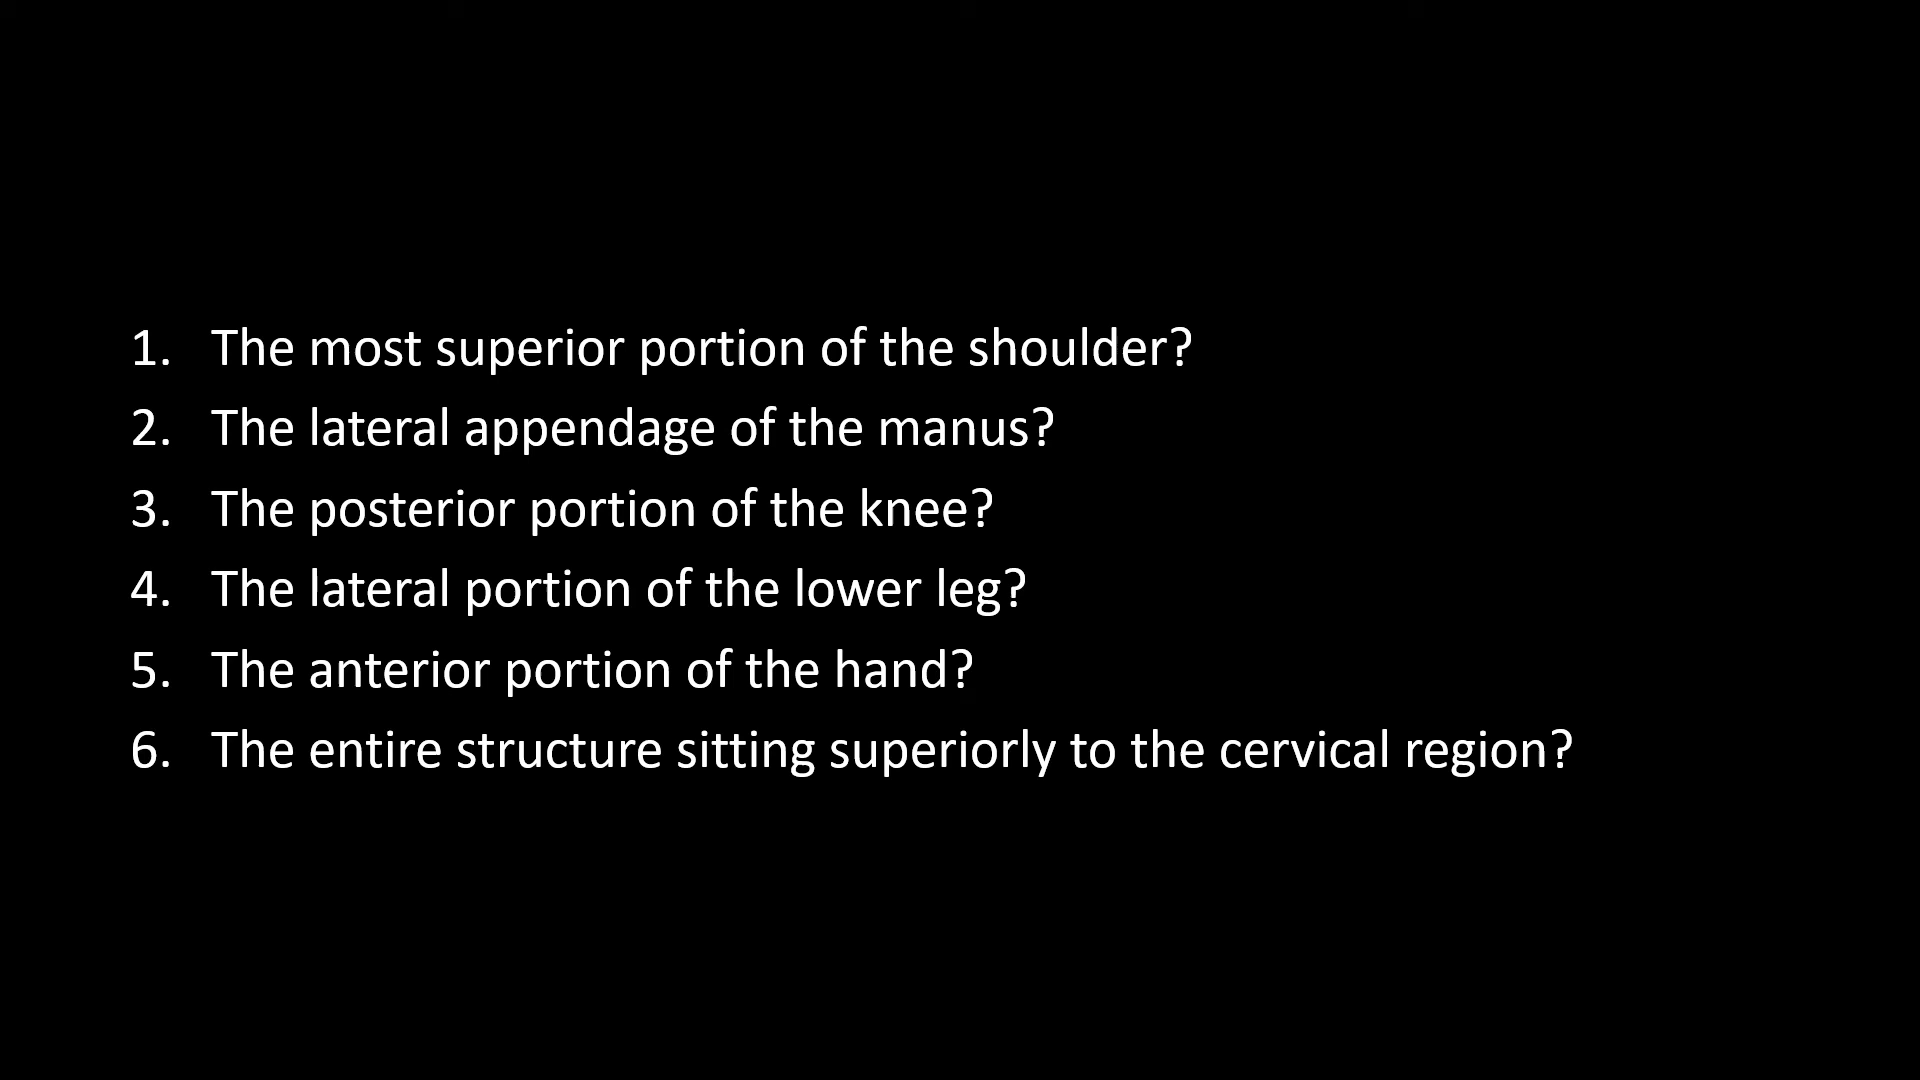 1. The most superior portion of the shoulder?
2. The lateral appendage of the manus?
3. The posterior portion of the knee?
4. The lateral portion of the lower leg?
5. The anterior portion of the hand?
6. The entire structure sitting superiorly to the cervical region?